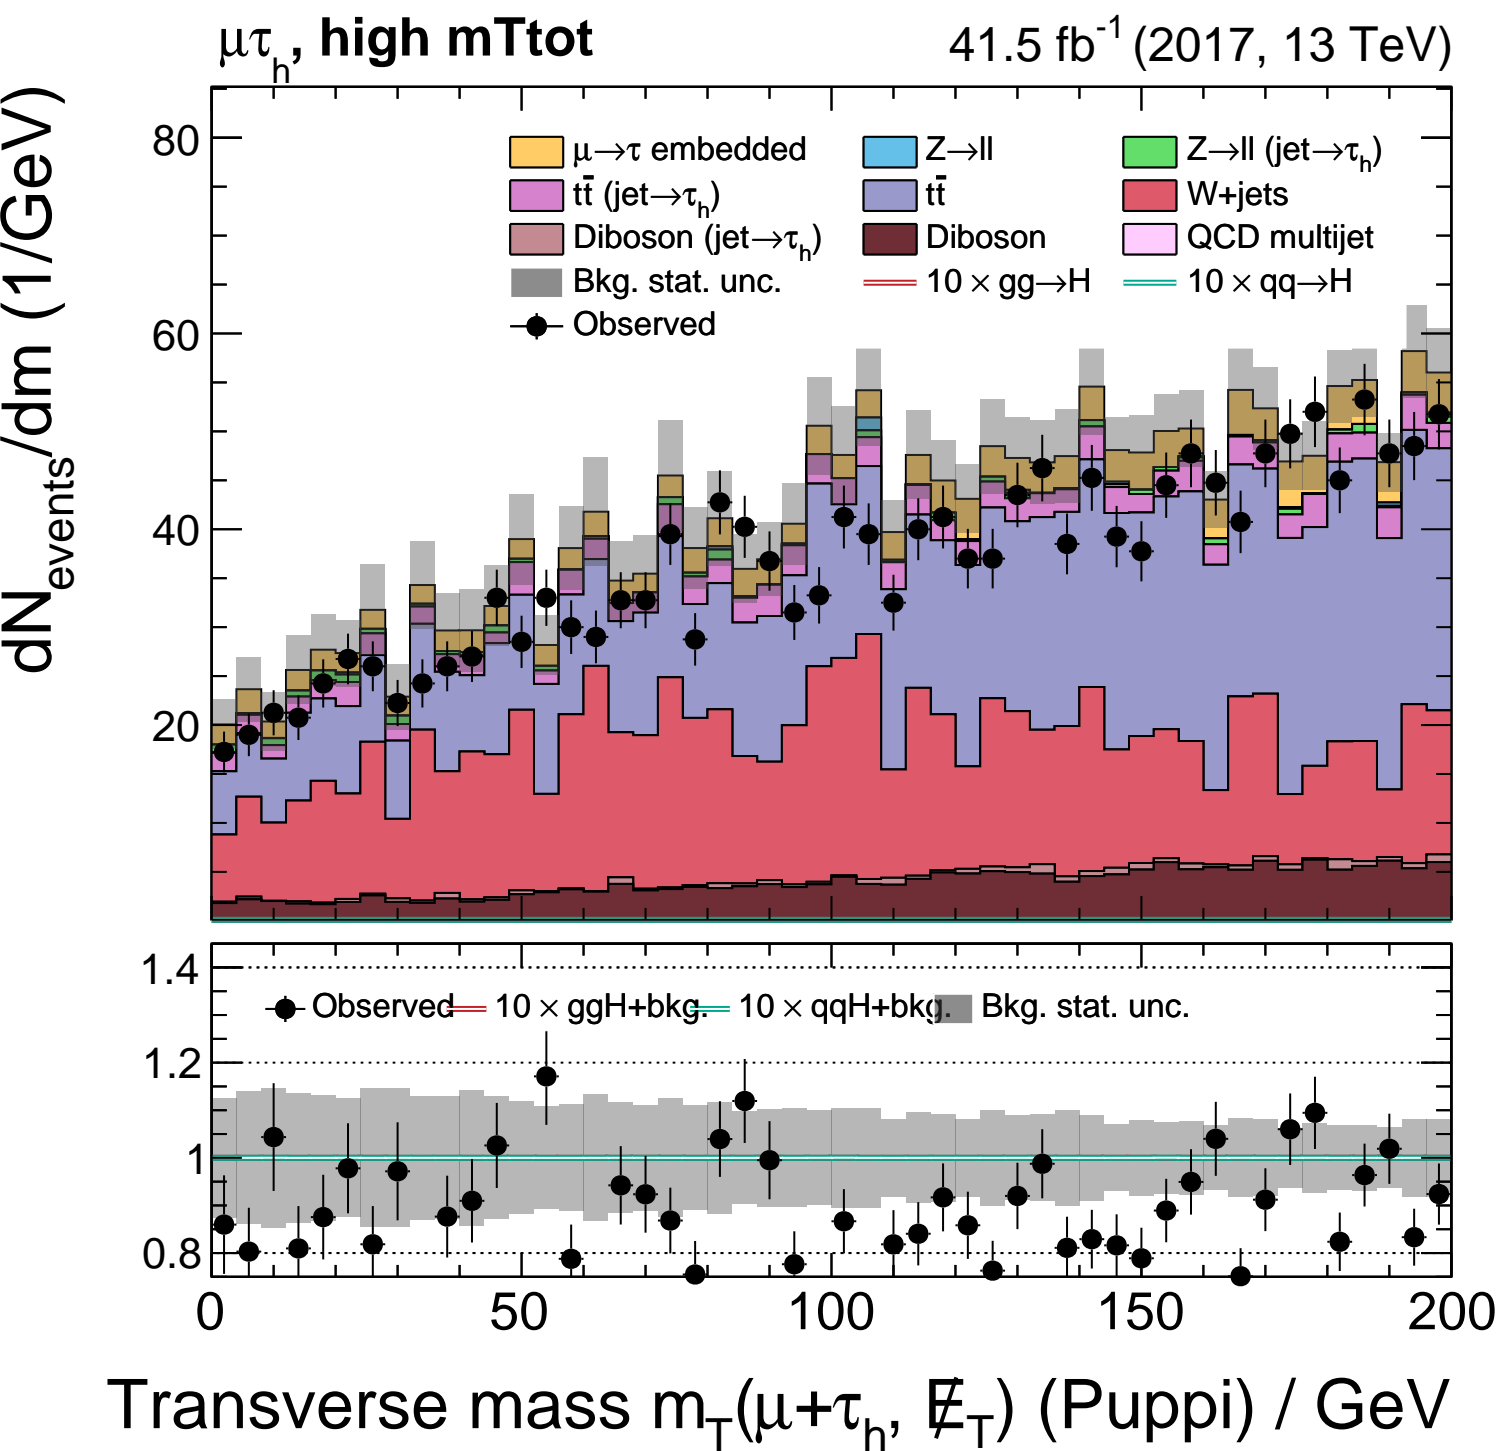 μτh, high mTtot 41.5 fb-1 (2017, 13 TeV)
dNevents/dm (1/GeV)
80
60
40
20
μ→τ embedded Z→ll Z→ll (jet→τh)
tt̄ (jet→τh) tt̄ W+jets
Diboson (jet→τh) Diboson QCD multijet
Bkg. stat. unc. 10 × gg→H 10 × qq→H
Observed
1.4
1.2
1
0.8
Observed 10 × ggH+bkg. 10 × qqH+bkg. Bkg. stat. unc.
0 50 100 150 200
Transverse mass mT(μ+τh, E̸T) (Puppi) / GeV